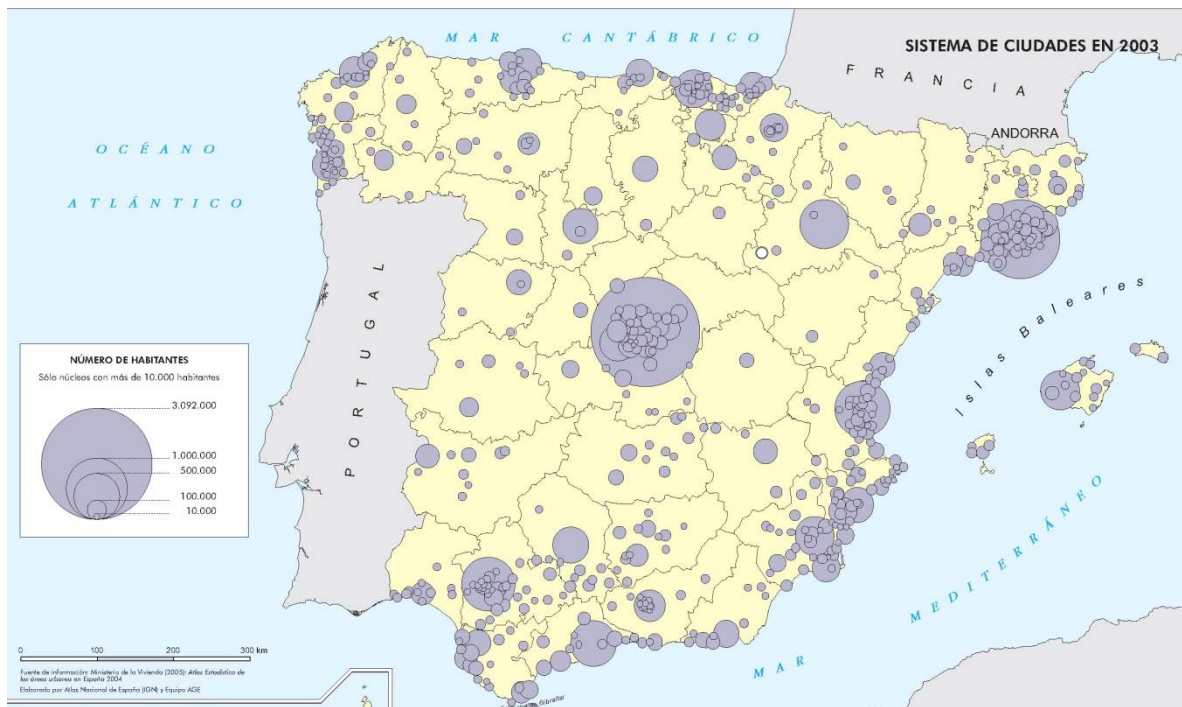 MAR CANTÁBRICO
SISTEMA DE CIUDADES EN 2003
FRANCIA
ANDORRA
OCÉANO
ATLÁNTICO
PORTUGAL
Islas Baleares
NÚMERO DE HABITANTES
Sólo núcleos con más de 10.000 habitantes
3.092.000
1.000.000
500.000
100.000
10.000
MEDITERRÁNEO
MAR
0 100 200 300 km
Fuente de información: Ministerio de la Vivienda (2005): Atlas Estadístico de
las áreas urbanas en España 2004
Elaborado por Atlas Nacional de España (IGN) y Equipo AGE
Gibraltar